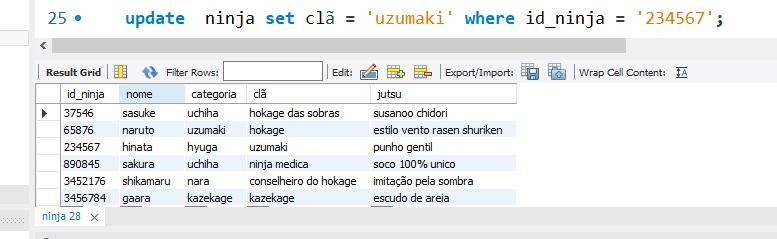 25 update ninja set clã = 'uzumaki' where id_ninja = '234567';
Result Grid Filter Rows: Edit: Export/Import: Wrap Cell Content:
id_ninja nome categoria clã jutsu
37546 sasuke uchiha hokage das sobras susanoo chidori
65876 naruto uzumaki hokage estilo vento rasen shuriken
234567 hinata hyuga uzumaki punho gentil
890845 sakura uchiha ninja medica soco 100% unico
3452176 shikamaru nara conselheiro do hokage imitação pela sombra
3456784 gaara kazekage kazekage escudo de areia
ninja 28